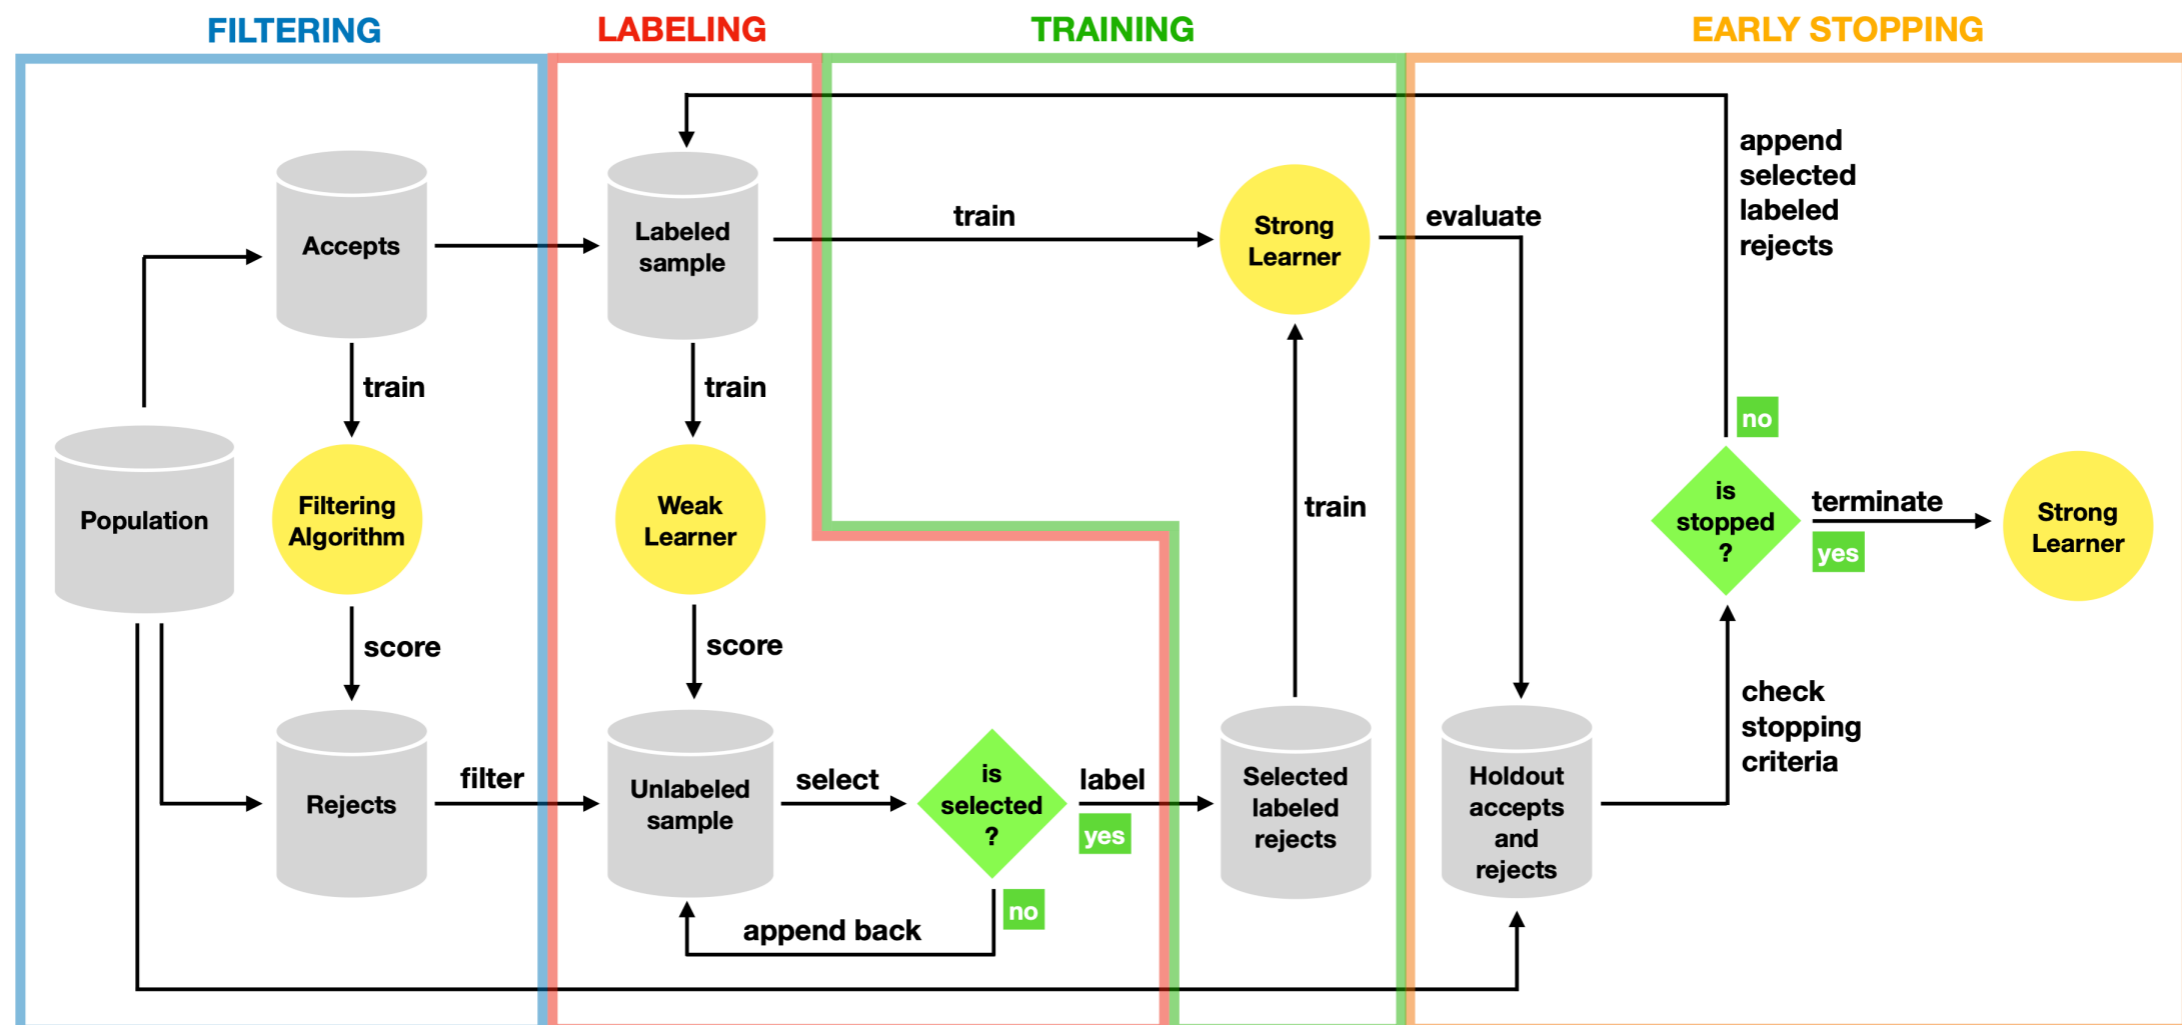 FILTERING
LABELING
TRAINING
EARLY STOPPING
append
selected
labeled
rejects
Accepts
Labeled
sample
train
Strong
Learner
evaluate
train
train
no
Population
Filtering
Algorithm
Weak
Learner
train
is
stopped
?
terminate
yes
Strong
Learner
score
score
check
stopping
criteria
Rejects
filter
Unlabeled
sample
select
is
selected
?
label
yes
Selected
labeled
rejects
Holdout
accepts
and
rejects
no
append back